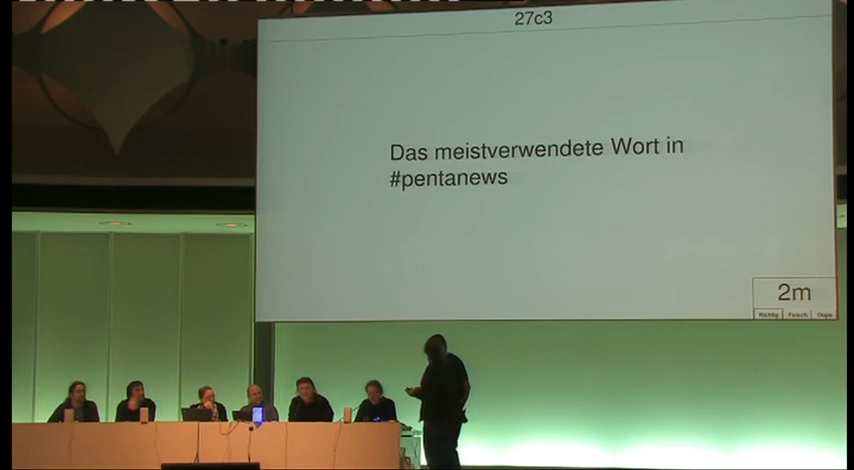 27c3
Das meistverwendete Wort in
#pentanews
2m
Richtig Falsch Oops